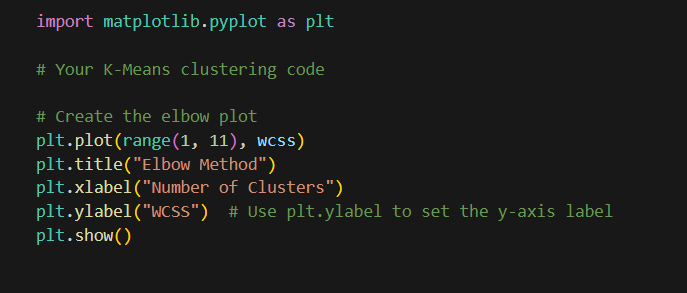 import matplotlib.pyplot as plt
# Your K-Means clustering code
# Create the elbow plot
plt.plot(range(1, 11), wcss)
plt.title("Elbow Method")
plt.xlabel("Number of Clusters")
plt.ylabel("WCSS")  # Use plt.ylabel to set the y-axis label
plt.show()